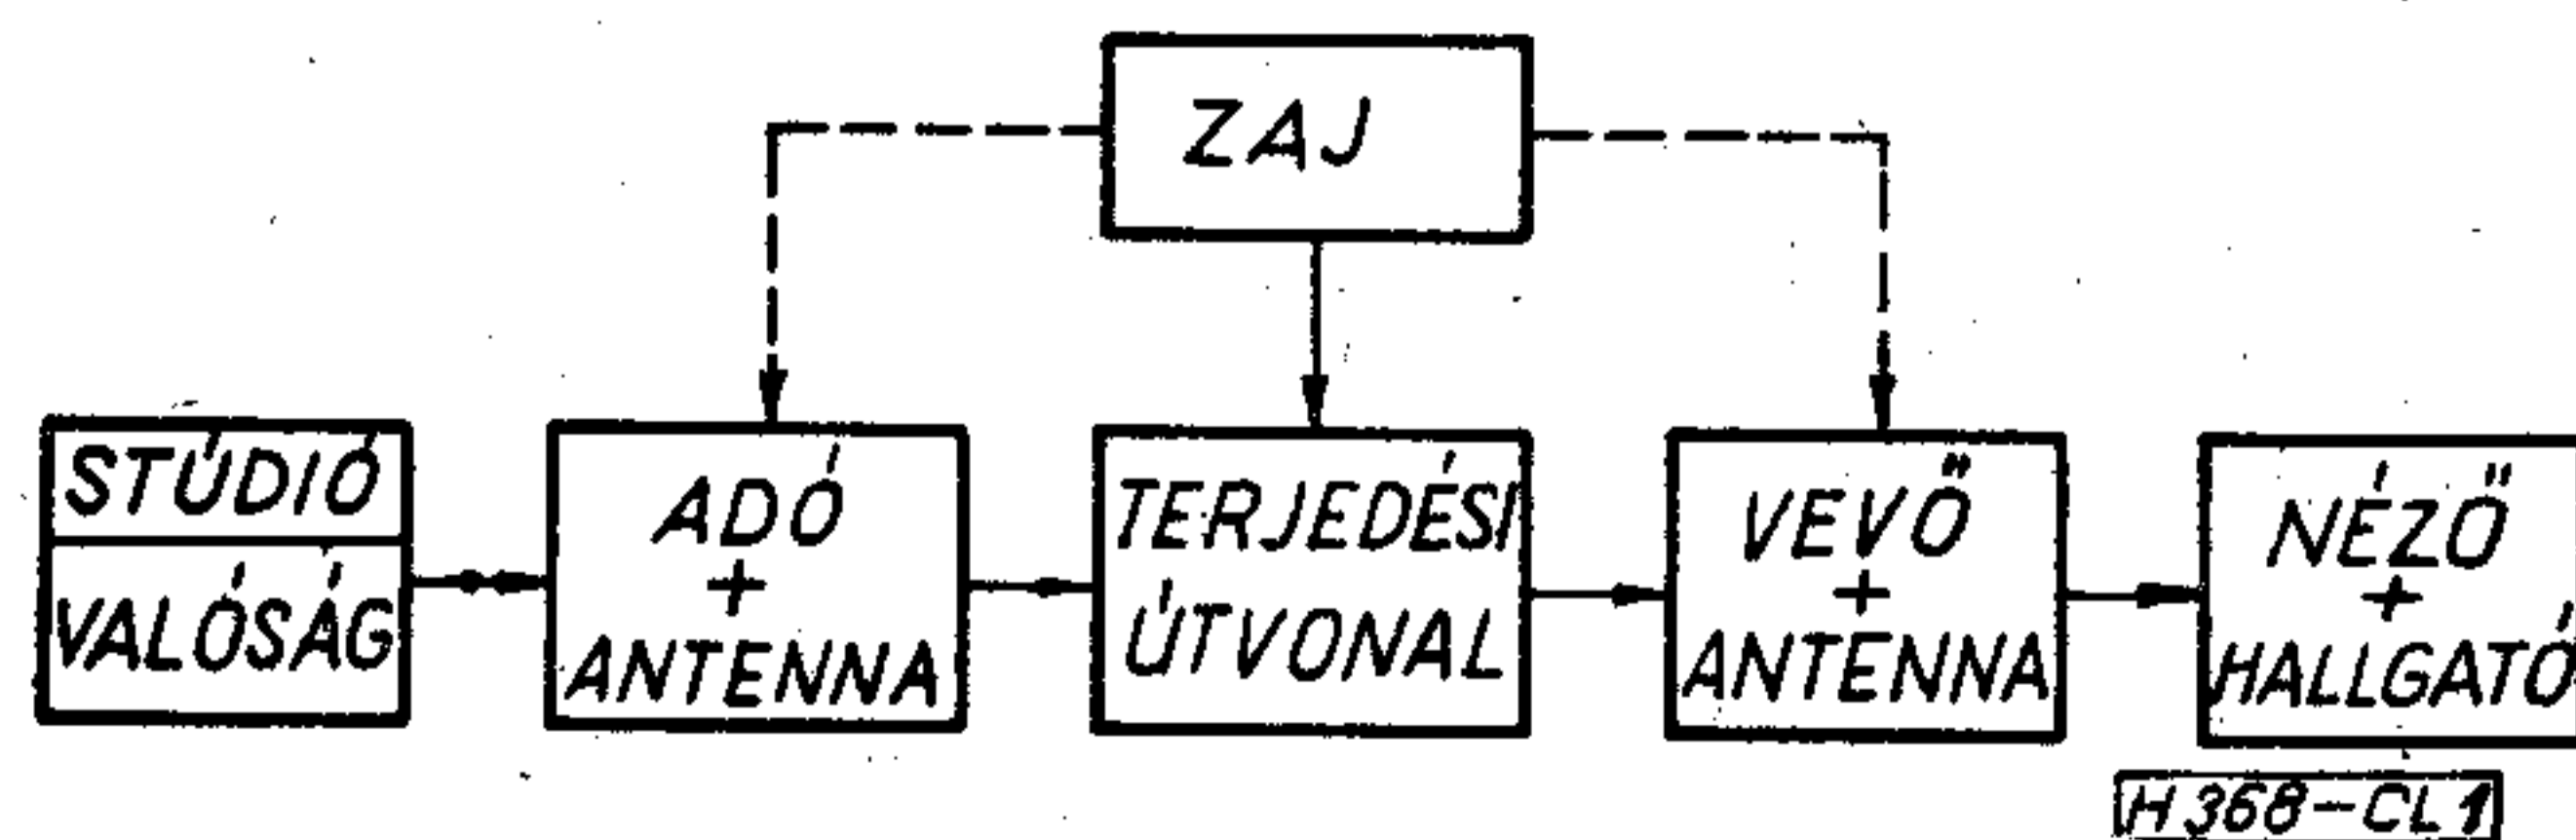 ZAJ
STÚDIÓ
VALÓSÁG
ADÓ
+
ANTENNA
TERJEDÉSI
ÚTVONAL
VEVŐ
+
ANTENNA
NÉZŐ
+
HALLGATÓ
H368-CL1